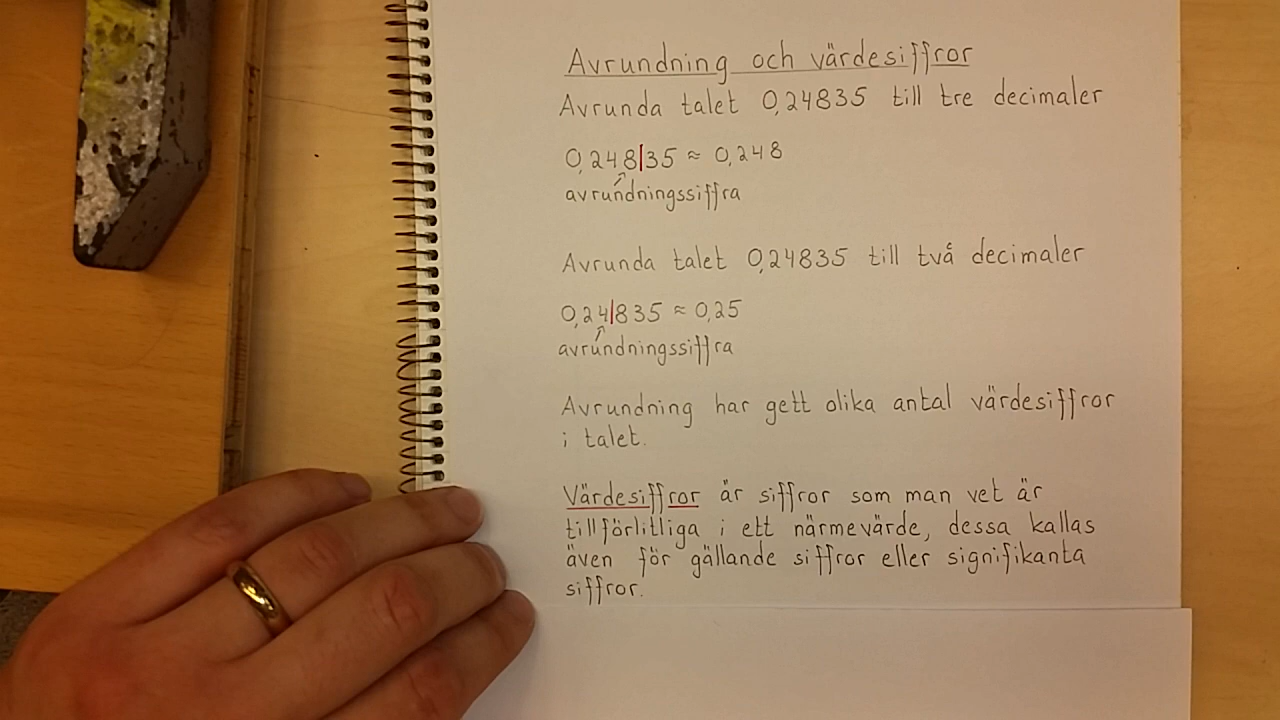 Avrundning och värdesiffror
Avrunda talet 0,24835 till tre decimaler
0,248|35 ≈ 0,248
avrundningssiffra
Avrunda talet 0,24835 till två decimaler
0,24|835 ≈ 0,25
avrundningssiffra
Avrundning har gett olika antal värdesiffror
i talet.
Värdesiffror är siffror som man vet är
tillförlitliga i ett närmevärde, dessa kallas
även för gällande siffror eller signifikanta
siffror.